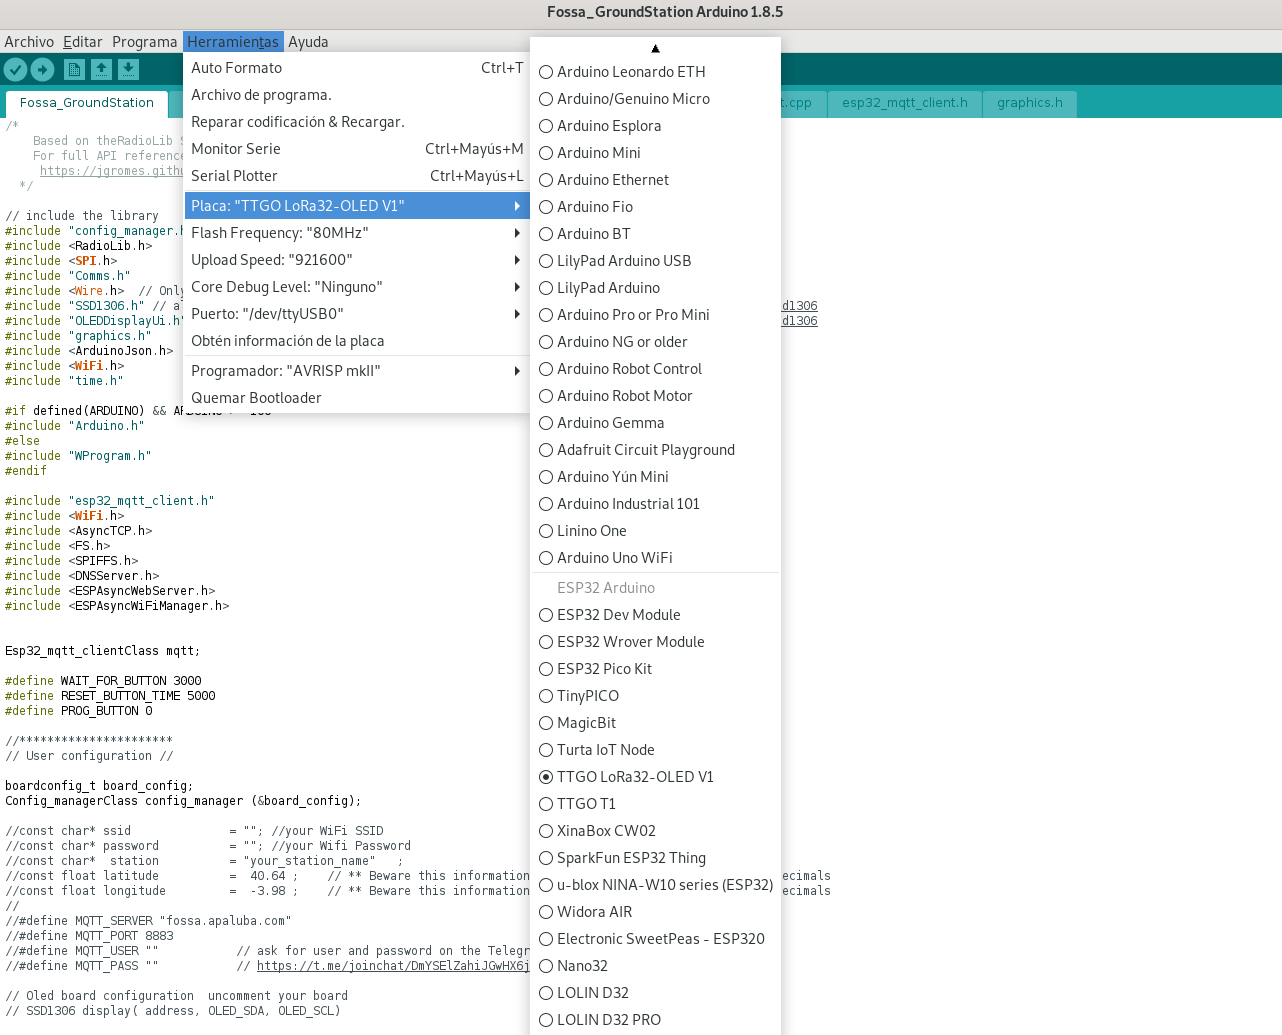 Fossa_GroundStation Arduino 1.8.5
Archivo Editar Programa Herramientas Ayuda
Fossa_GroundStation t.cpp esp32_mqtt_client.h graphics.h
Auto Formato Ctrl+T
Archivo de programa.
Reparar codificación & Recargar.
Monitor Serie Ctrl+Mayús+M
Serial Plotter Ctrl+Mayús+L
Placa: "TTGO LoRa32-OLED V1"
Flash Frequency: "80MHz"
Upload Speed: "921600"
Core Debug Level: "Ninguno"
Puerto: "/dev/ttyUSB0"
Obtén información de la placa
Programador: "AVRISP mkII"
Quemar Bootloader
Arduino Leonardo ETH
Arduino/Genuino Micro
Arduino Esplora
Arduino Mini
Arduino Ethernet
Arduino Fio
Arduino BT
LilyPad Arduino USB
LilyPad Arduino
Arduino Pro or Pro Mini
Arduino NG or older
Arduino Robot Control
Arduino Robot Motor
Arduino Gemma
Adafruit Circuit Playground
Arduino Yún Mini
Arduino Industrial 101
Linino One
Arduino Uno WiFi
ESP32 Arduino
ESP32 Dev Module
ESP32 Wrover Module
ESP32 Pico Kit
TinyPICO
MagicBit
Turta IoT Node
TTGO LoRa32-OLED V1
TTGO T1
XinaBox CW02
SparkFun ESP32 Thing
u-blox NINA-W10 series (ESP32)
Widora AIR
Electronic SweetPeas - ESP320
Nano32
LOLIN D32
LOLIN D32 PRO
/*
Based on theRadioLib
For full API reference
https://jgromes.githu
*/
// include the library
#include "config_manager.h
#include <RadioLib.h>
#include <SPI.h>
#include "Comms.h"
#include <Wire.h> // Only
#include "SSD1306.h" // a d1306
#include "OLEDDisplayUi.h" d1306
#include "graphics.h"
#include <ArduinoJson.h>
#include <WiFi.h>
#include "time.h"
#if defined(ARDUINO) && 
#include "Arduino.h"
#else
#include "WProgram.h"
#endif
#include "esp32_mqtt_client.h"
#include <WiFi.h>
#include <AsyncTCP.h>
#include <FS.h>
#include <SPIFFS.h>
#include <DNSServer.h>
#include <ESPAsyncWebServer.h>
#include <ESPAsyncWiFiManager.h>
Esp32_mqtt_clientClass mqtt;
#define WAIT_FOR_BUTTON 3000
#define RESET_BUTTON_TIME 5000
#define PROG_BUTTON 0
//**********************
// User configuration //
boardconfig_t board_config;
Config_managerClass config_manager (&board_config);
//const char* ssid = ""; //your WiFi SSID
//const char* password = ""; //your Wifi Password
//const char* station = "your_station_name" ;
//const float latitude = 40.64 ; // ** Beware this information ecimals
//const float longitude = -3.98 ; // ** Beware this information ecimals
//
//#define MQTT_SERVER "fossa.apaluba.com"
//#define MQTT_PORT 8883
//#define MQTT_USER "" // ask for user and password on the Telegr
//#define MQTT_PASS "" // https://t.me/joinchat/DmYSElZahiJGwHX6j
// Oled board configuration uncomment your board
// SSD1306 display( address, OLED_SDA, OLED_SCL)